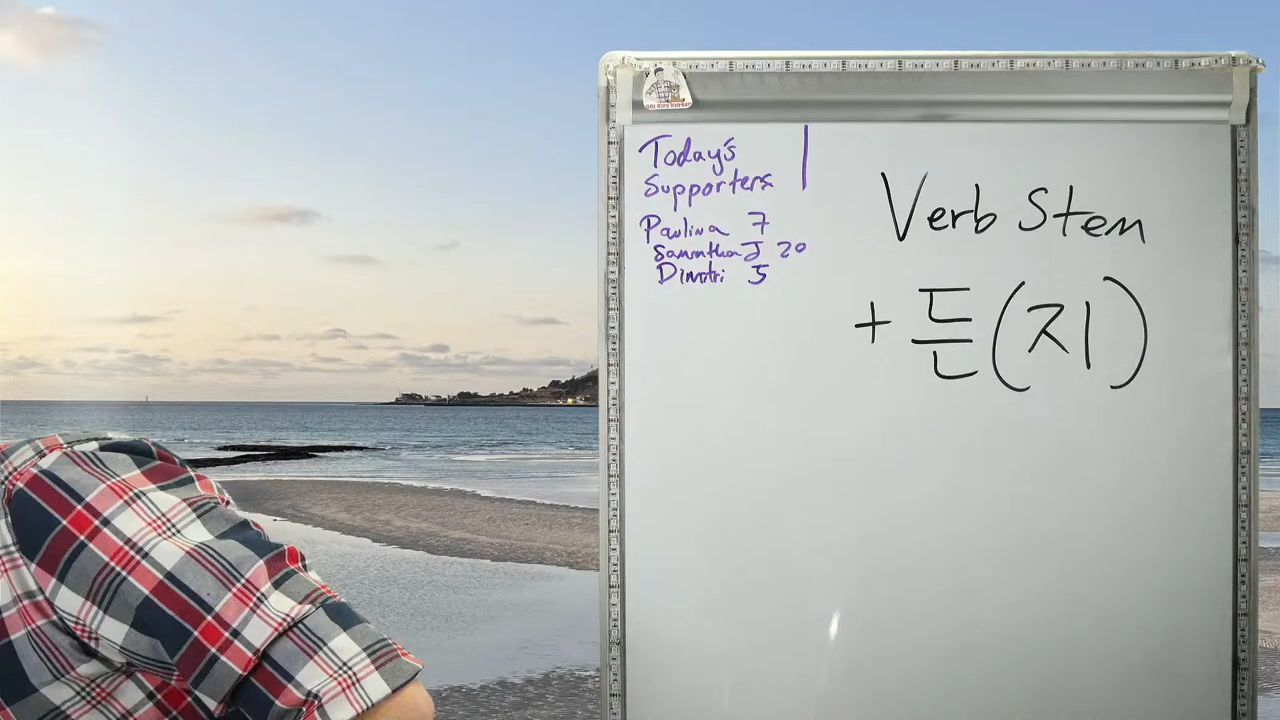 Today's
Supporters
Paulina 7
Samantha J 20
Dimitri 5
Verb Stem
+ 든(지)